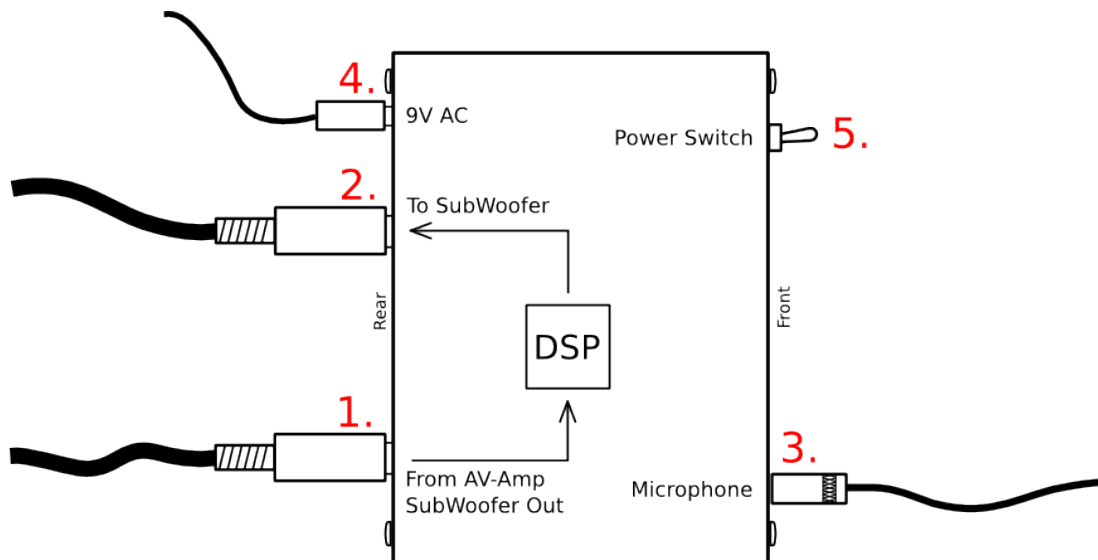 4.
9V AC
Power Switch
5.
2.
To SubWoofer
Rear
Front
DSP
1.
From AV-Amp
SubWoofer Out
3.
Microphone